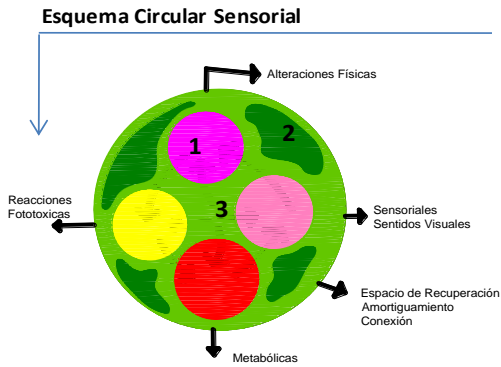 Esquema Circular Sensorial
Alteraciones Físicas
1
2
Reacciones
Fototoxicas
3
Sensoriales
Sentidos Visuales
Espacio de Recuperación
Amortiguamiento
Conexión
Metabólicas